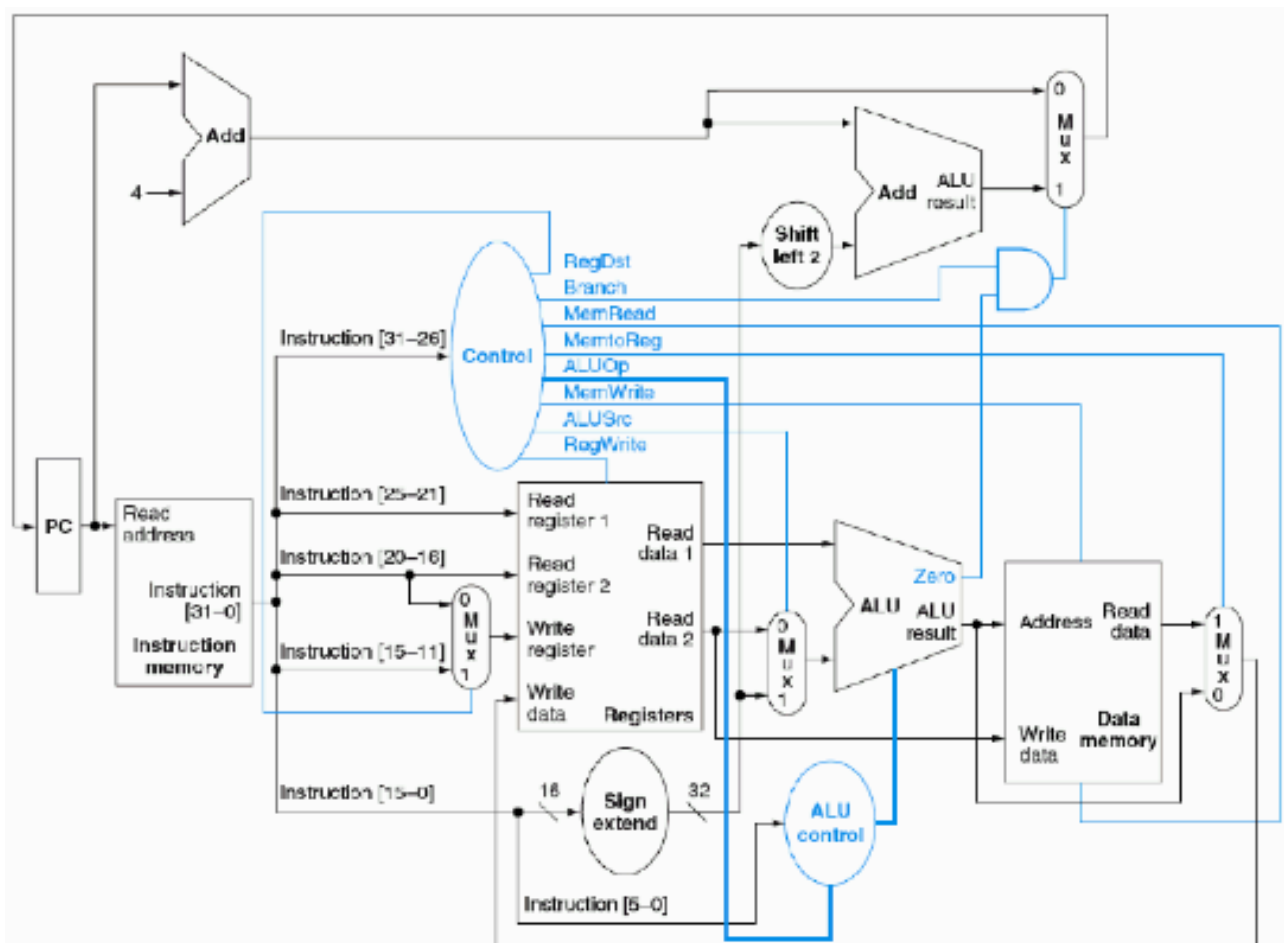 0
M
u
x
1
Add
4
Add
ALU
result
Shift
left 2
RegDst
Branch
MemRead
MemtoReg
ALUOp
MemWrite
ALUSrc
RegWrite
Control
Instruction [31–26]
Instruction [25–21]
Instruction [20–16]
Instruction [15–11]
Instruction [15–0]
Instruction [5–0]
PC
Read
address
Instruction
[31–0]
Instruction
memory
0
M
u
x
1
Read
register 1
Read
register 2
Write
register
Write
data
Read
data 1
Read
data 2
Registers
16
Sign
extend
32
0
M
u
x
1
Zero
ALU
ALU
result
ALU
control
Address
Read
data
Write
data
Data
memory
1
M
u
x
0